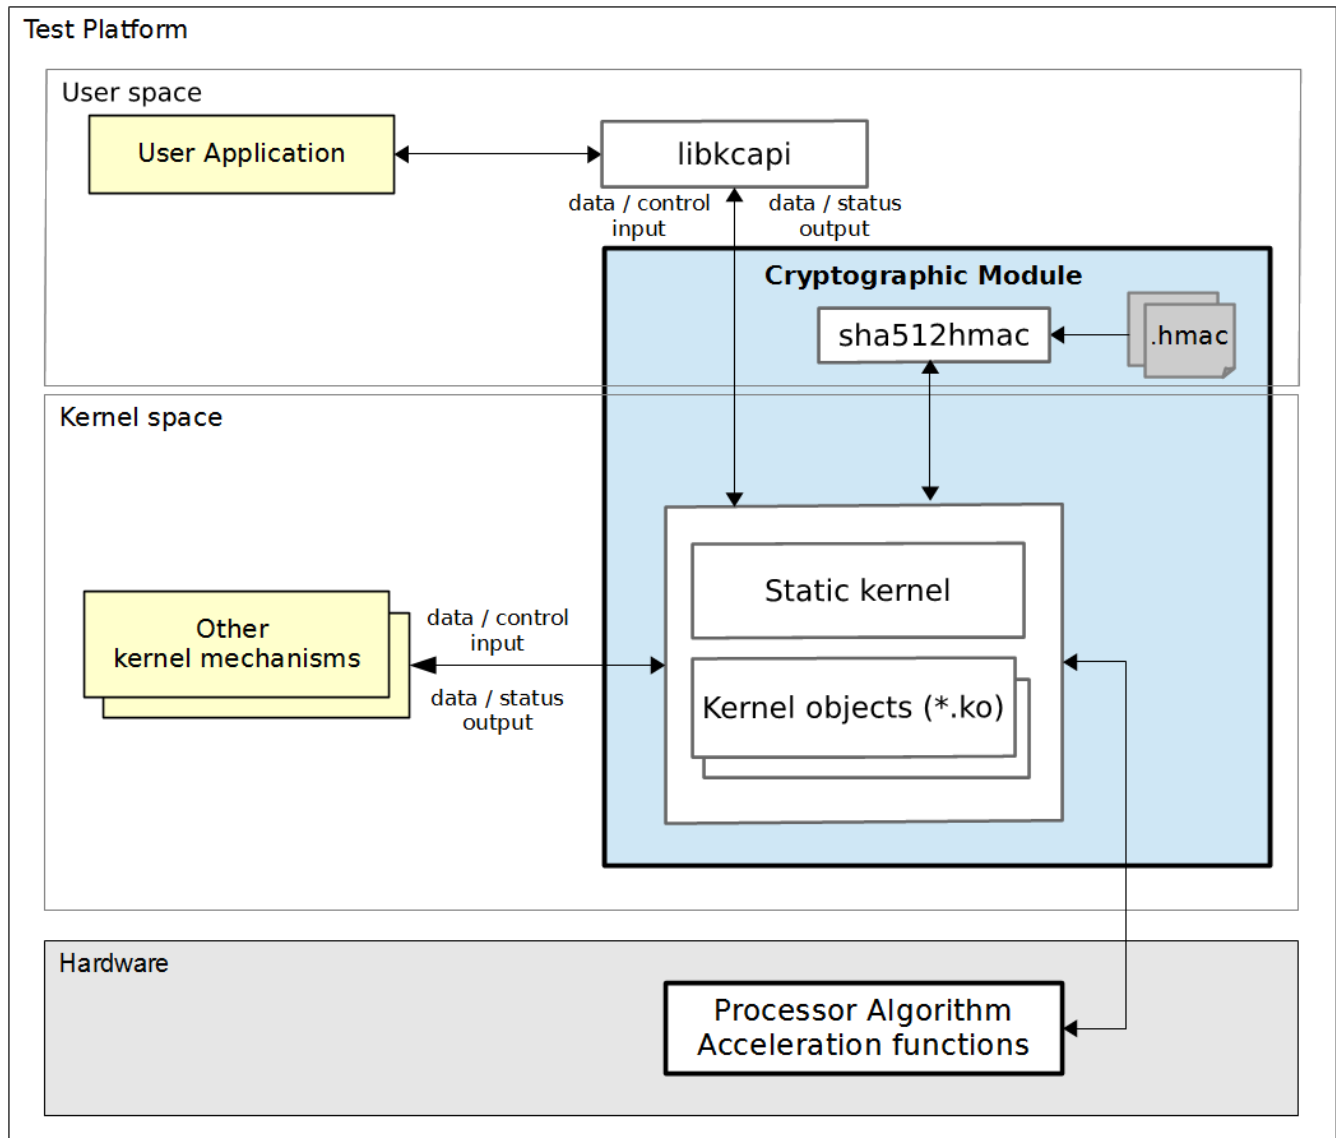 Test Platform
User space
User Application
libkcapi
data / control
input
data / status
output
Cryptographic Module
sha512hmac
.hmac
Kernel space
Static kernel
Other
kernel mechanisms
data / control
input
data / status
output
Kernel objects (*.ko)
Hardware
Processor Algorithm
Acceleration functions